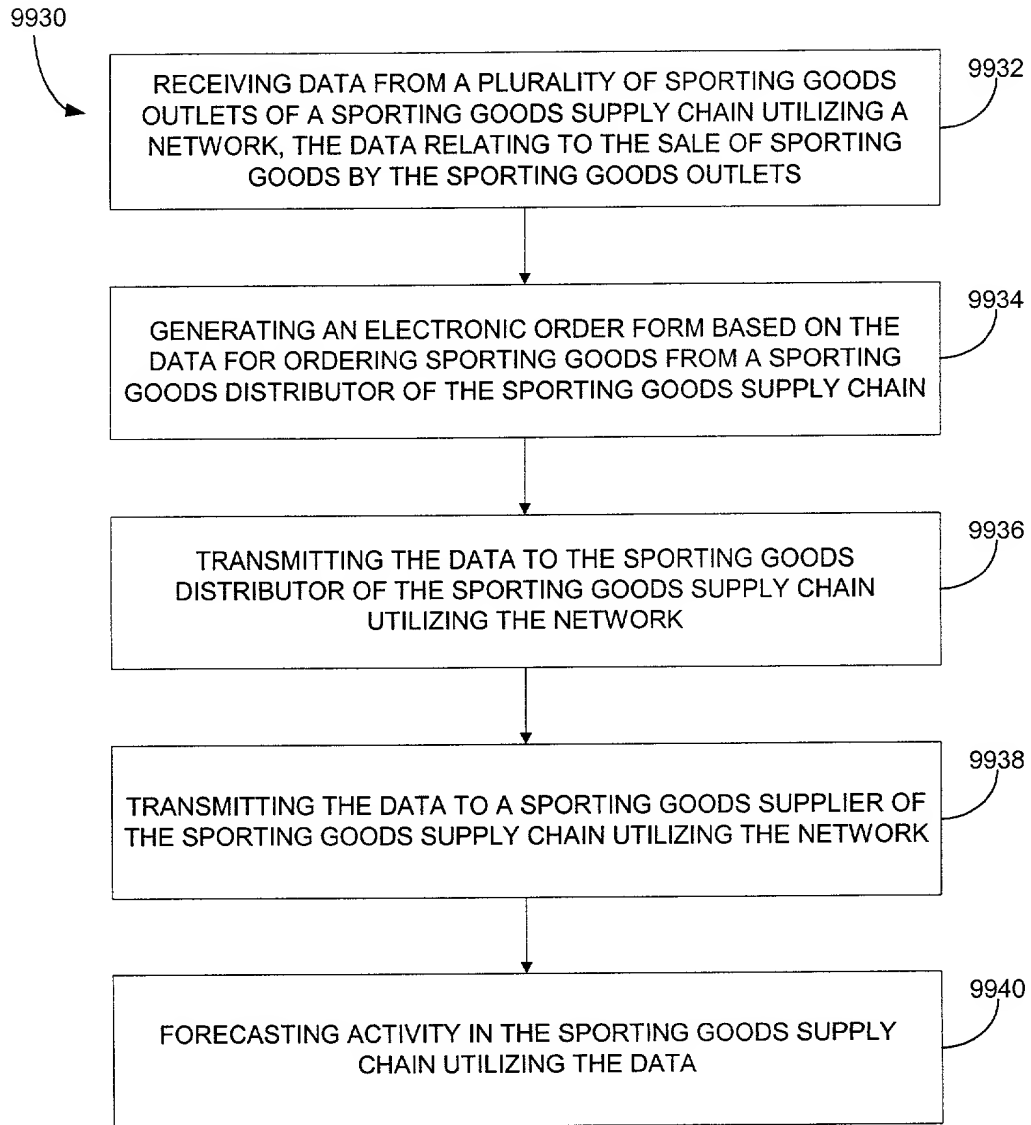 9930
RECEIVING DATA FROM A PLURALITY OF SPORTING GOODS
OUTLETS OF A SPORTING GOODS SUPPLY CHAIN UTILIZING A
NETWORK, THE DATA RELATING TO THE SALE OF SPORTING
GOODS BY THE SPORTING GOODS OUTLETS
9932
GENERATING AN ELECTRONIC ORDER FORM BASED ON THE
DATA FOR ORDERING SPORTING GOODS FROM A SPORTING
GOODS DISTRIBUTOR OF THE SPORTING GOODS SUPPLY CHAIN
9934
TRANSMITTING THE DATA TO THE SPORTING GOODS
DISTRIBUTOR OF THE SPORTING GOODS SUPPLY CHAIN
UTILIZING THE NETWORK
9936
TRANSMITTING THE DATA TO A SPORTING GOODS SUPPLIER OF
THE SPORTING GOODS SUPPLY CHAIN UTILIZING THE NETWORK
9938
FORECASTING ACTIVITY IN THE SPORTING GOODS SUPPLY
CHAIN UTILIZING THE DATA
9940